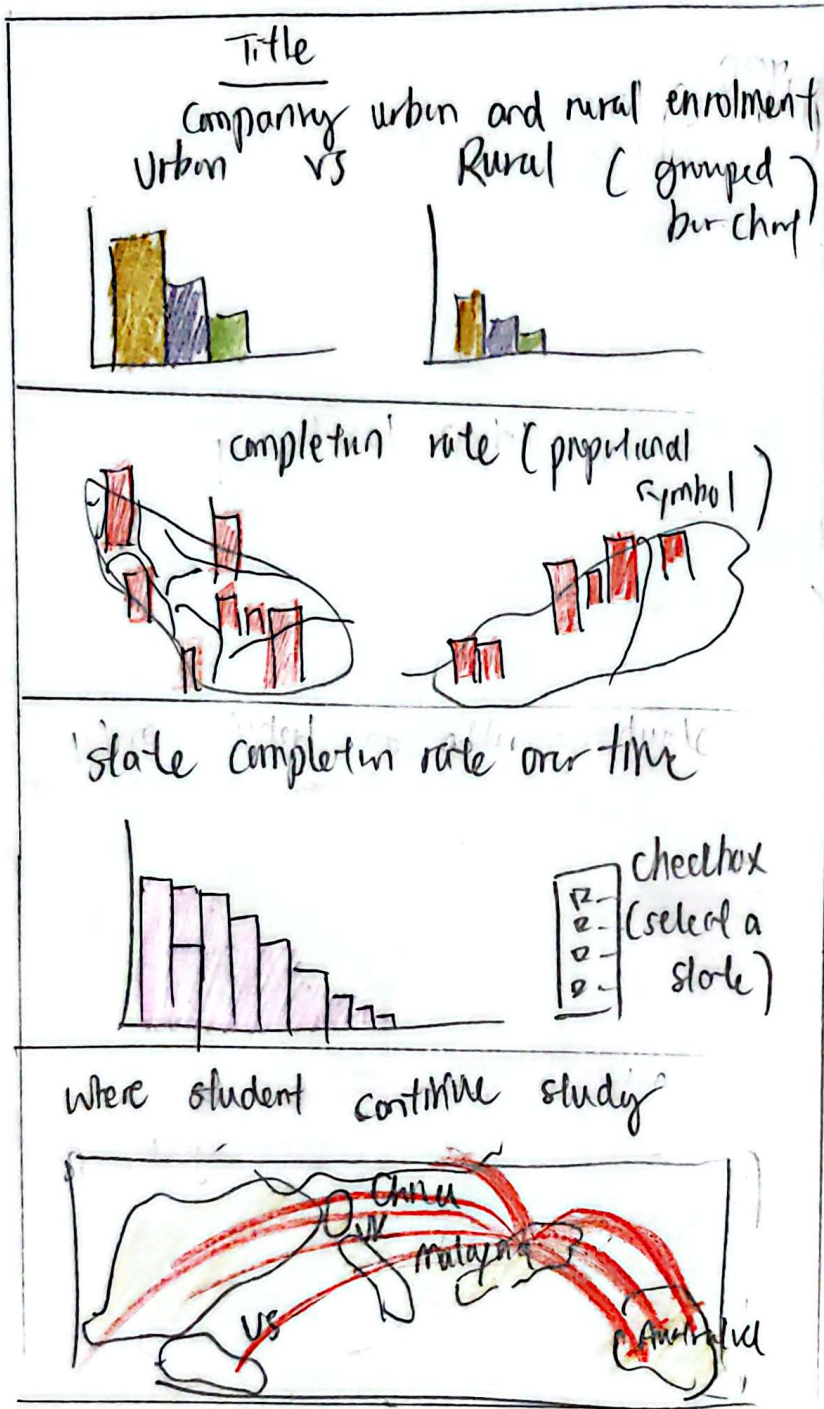 Title
comparing urban and rural enrolment
Urban vs Rural (grouped
bar chart)
completion rate (proportional
symbol)
state completion rate over time
checkbox
(select a
state)
where student continue study
China
UK
Malaysia
US
Australia